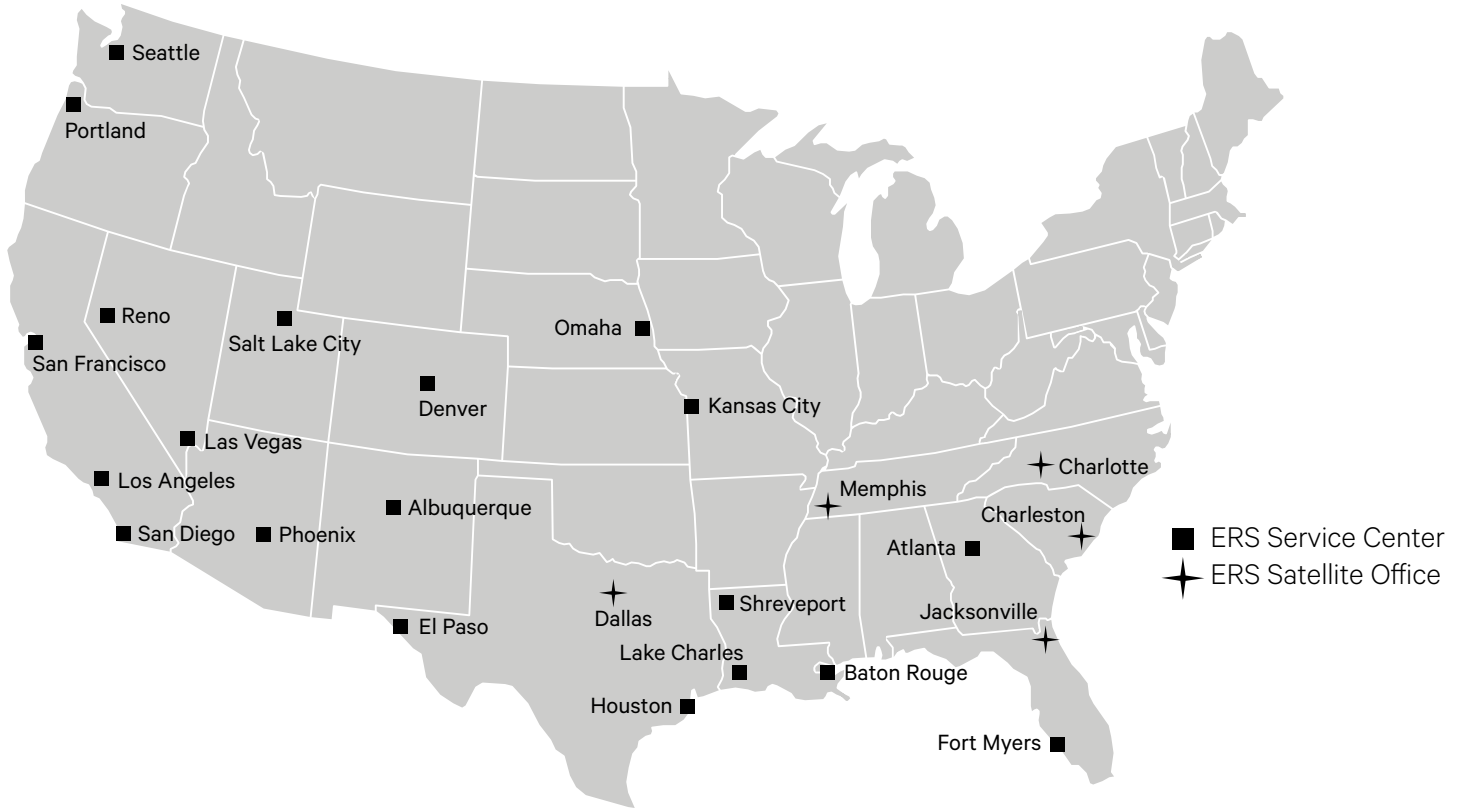 Seattle
Portland
Reno
Salt Lake City
Omaha
San Francisco
Denver
Kansas City
Las Vegas
Los Angeles
Charlotte
Memphis
Albuquerque
Charleston
San Diego
Phoenix
Atlanta
ERS Service Center
ERS Satellite Office
Shreveport
Jacksonville
Dallas
El Paso
Lake Charles
Baton Rouge
Houston
Fort Myers